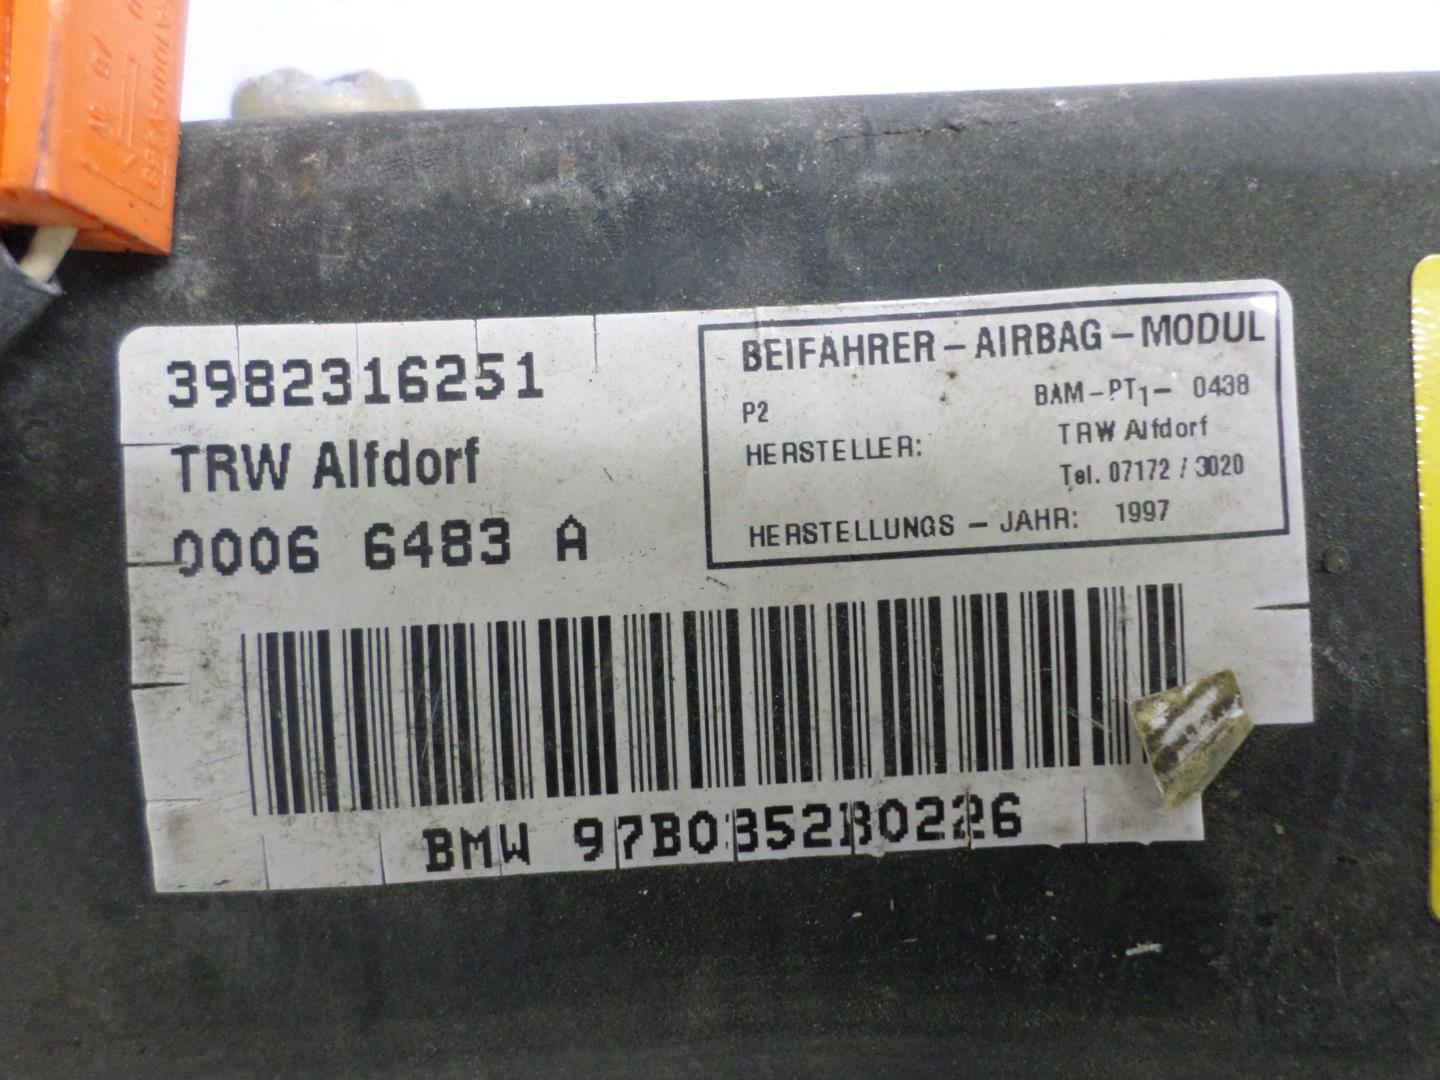 3982316251
TRW Alfdorf
0006 6483 A
BEIFAHRER-AIRBAG-MODUL
P2 BAM-PT1- 0438
HERSTELLER: TRW Alfdorf
Tel. 07172 / 3020
HERSTELLUNGS - JAHR: 1997
BMW 97B0352B0226